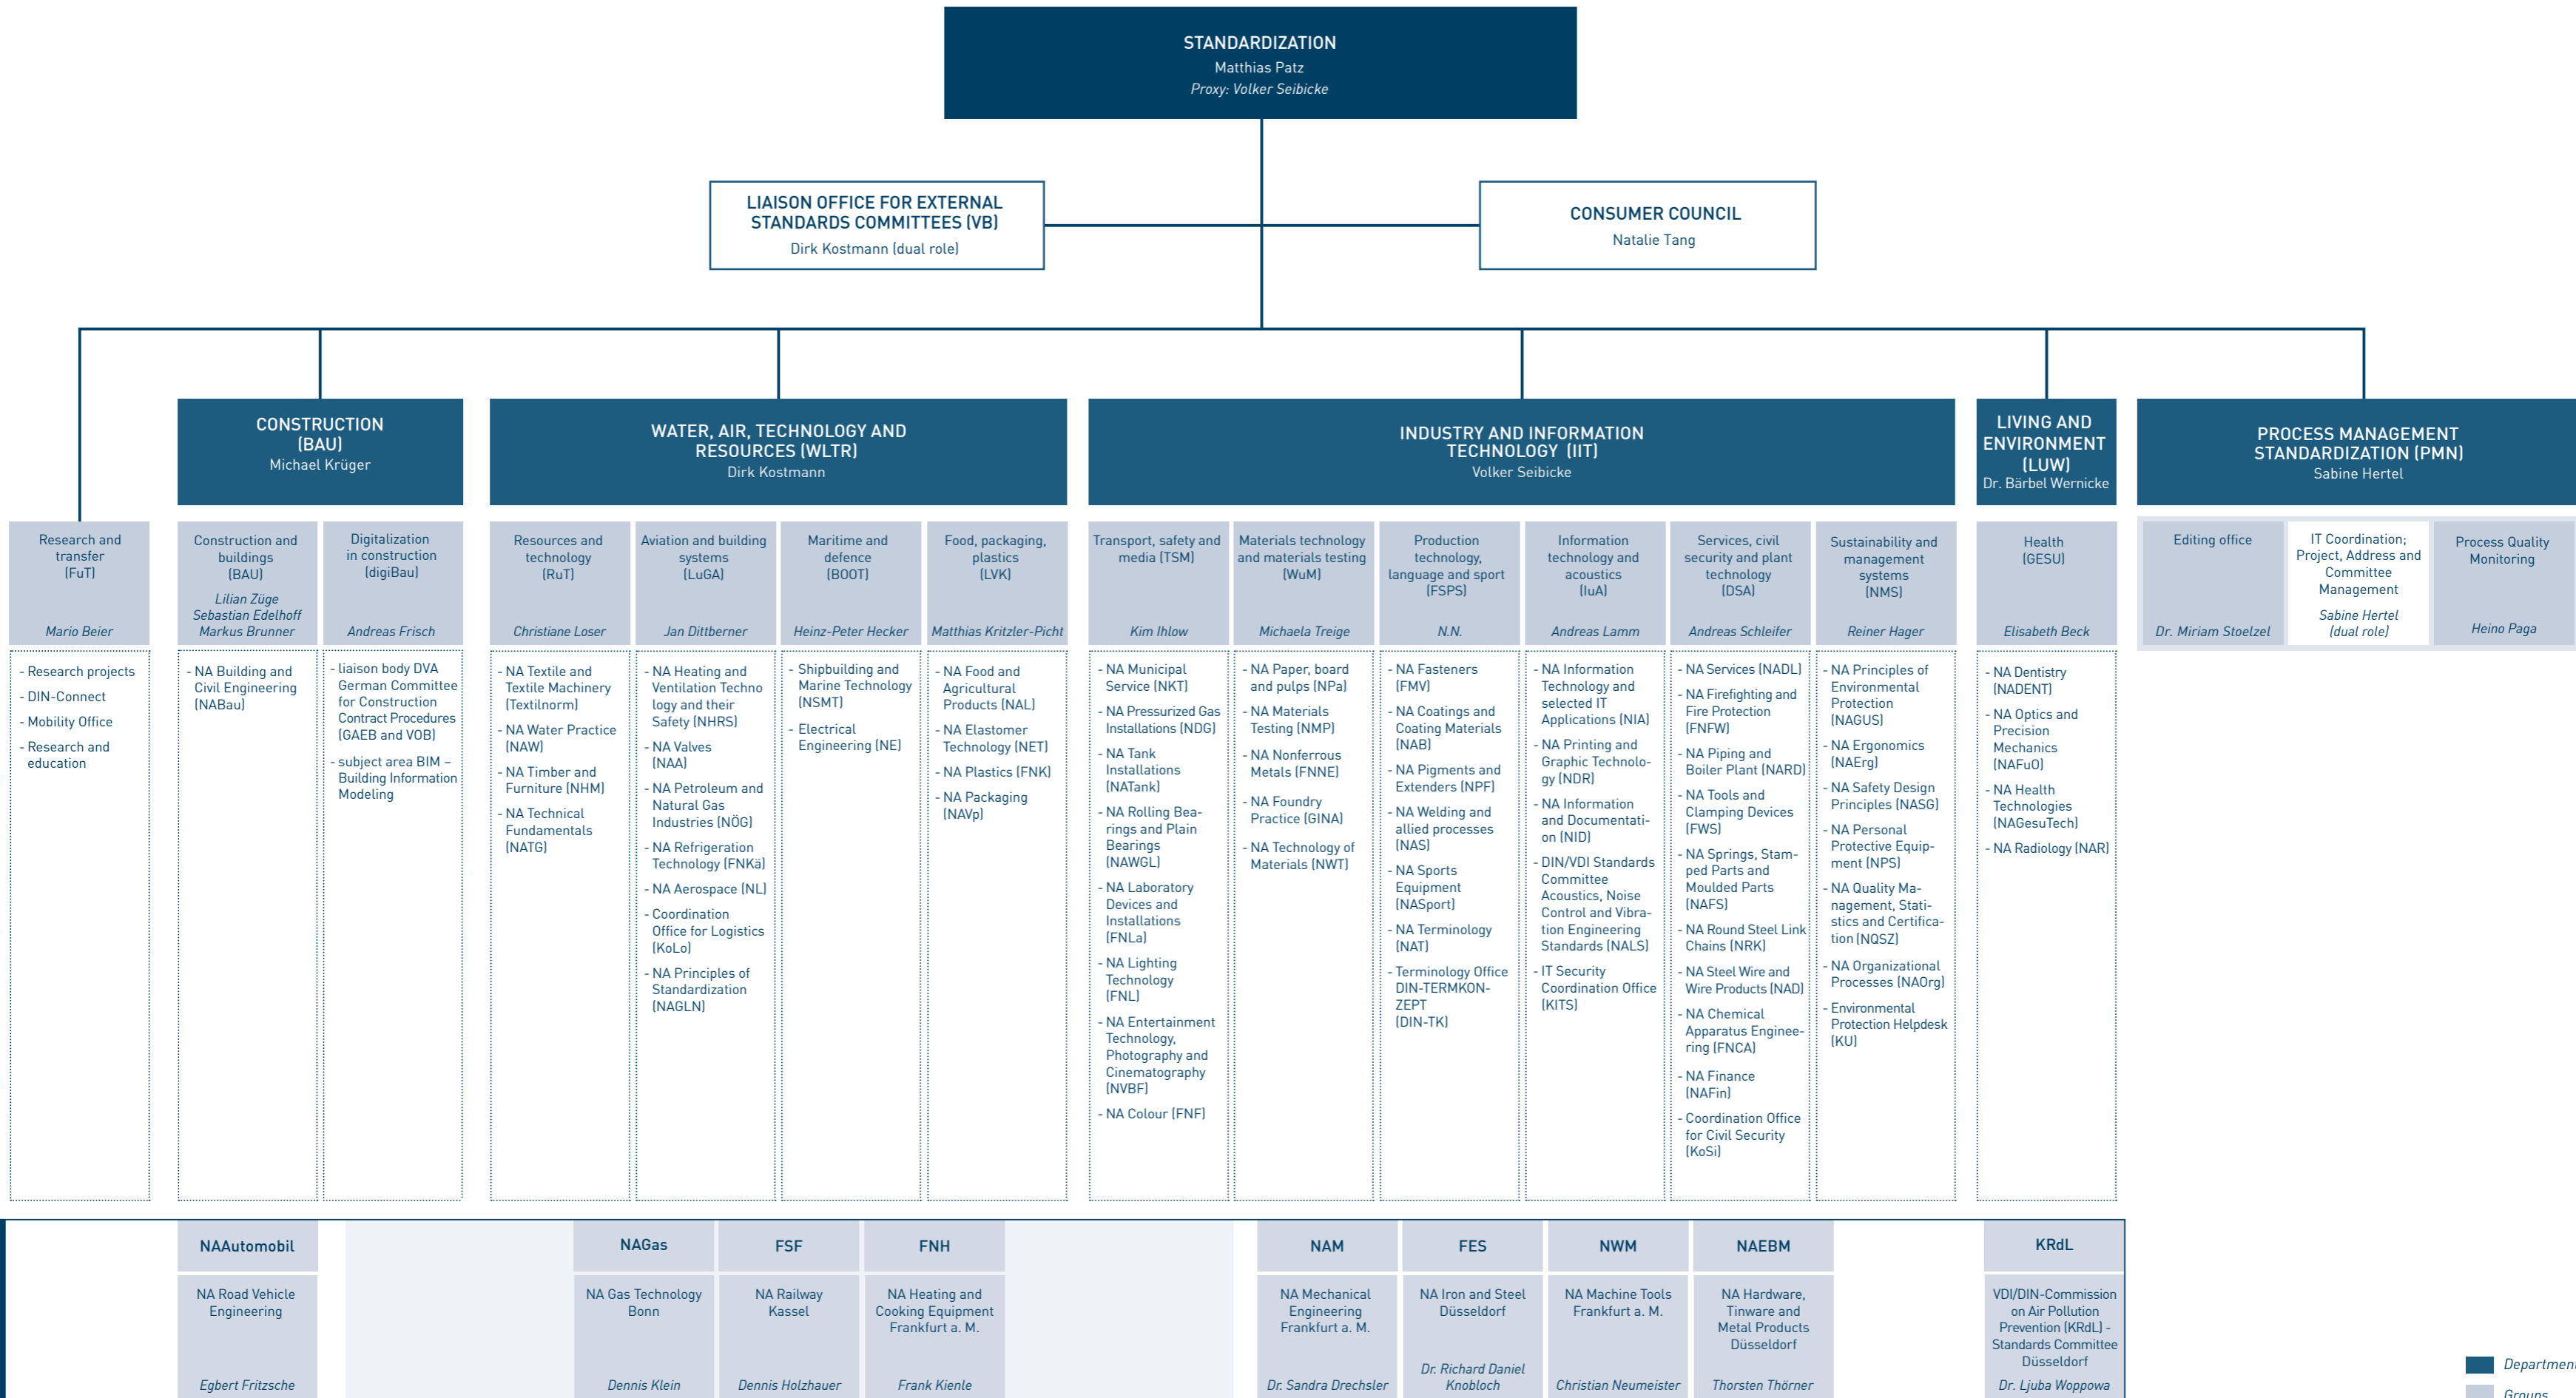 STANDARDIZATION
Matthias Patz
Proxy: Volker Seibicke
LIAISON OFFICE FOR EXTERNAL
STANDARDS COMMITTEES (VB)
Dirk Kostmann (dual role)
CONSUMER COUNCIL
Natalie Tang
CONSTRUCTION
(BAU)
Michael Krüger
WATER, AIR, TECHNOLOGY AND
RESOURCES (WLTR)
Dirk Kostmann
INDUSTRY AND INFORMATION
TECHNOLOGY (IIT)
Volker Seibicke
LIVING AND
ENVIRONMENT
(LUW)
Dr. Bärbel Wernicke
PROCESS MANAGEMENT
STANDARDIZATION (PMN)
Sabine Hertel
Research and
transfer
(FuT)
Mario Beier
- Research projects
- DIN-Connect
- Mobility Office
- Research and
education
Construction and
buildings
(BAU)
Lilian Züge
Sebastian Edelhoff
Markus Brunner
- NA Building and
Civil Engineering
(NABau)
Digitalization
in construction
(digiBau)
Andreas Frisch
- liaison body DVA
German Committee
for Construction
Contract Procedures
(GAEB and VOB)
- subject area BIM –
Building Information
Modeling
Resources and
technology
(RuT)
Christiane Loser
- NA Textile and
Textile Machinery
(Textilnorm)
- NA Water Practice
(NAW)
- NA Timber and
Furniture (NHM)
- NA Technical
Fundamentals
(NATG)
Aviation and building
systems
(LuGA)
Jan Dittberner
- NA Heating and
Ventilation Techno
logy and their
Safety (NHRS)
- NA Valves
(NAA)
- NA Petroleum and
Natural Gas
Industries (NÖG)
- NA Refrigeration
Technology (FNKä)
- NA Aerospace (NL)
- Coordination
Office for Logistics
(KoLo)
- NA Principles of
Standardization
(NAGLN)
Maritime and
defence
(BOOT)
Heinz-Peter Hecker
- Shipbuilding and
Marine Technology
(NSMT)
- Electrical
Engineering (NE)
Food, packaging,
plastics
(LVK)
Matthias Kritzler-Picht
- NA Food and
Agricultural
Products (NAL)
- NA Elastomer
Technology (NET)
- NA Plastics (FNK)
- NA Packaging
(NAVp)
Transport, safety and
media (TSM)
Kim Ihlow
- NA Municipal
Service (NKT)
- NA Pressurized Gas
Installations (NDG)
- NA Tank
Installations
(NATank)
- NA Rolling Bea-
rings and Plain
Bearings
(NAWGL)
- NA Laboratory
Devices and
Installations
(FNLa)
- NA Lighting
Technology
(FNL)
- NA Entertainment
Technology,
Photography and
Cinematography
(NVBF)
- NA Colour (FNF)
Materials technology
and materials testing
(WuM)
Michaela Treige
- NA Paper, board
and pulps (NPa)
- NA Materials
Testing (NMP)
- NA Nonferrous
Metals (FNNE)
- NA Foundry
Practice (GINA)
- NA Technology of
Materials (NWT)
Production
technology,
language and sport
(FSPS)
N.N.
- NA Fasteners
(FMV)
- NA Coatings and
Coating Materials
(NAB)
- NA Pigments and
Extenders (NPF)
- NA Welding and
allied processes
(NAS)
- NA Sports
Equipment
(NASport)
- NA Terminology
(NAT)
- Terminology Office
DIN-TERMKON-
ZEPT
(DIN-TK)
Information
technology and
acoustics
(IuA)
Andreas Lamm
- NA Information
Technology and
selected IT
Applications (NIA)
- NA Printing and
Graphic Technolo-
gy (NDR)
- NA Information
and Documentati-
on (NID)
- DIN/VDI Standards
Committee
Acoustics, Noise
Control and Vibra-
tion Engineering
Standards (NALS)
- IT Security
Coordination Office
(KITS)
Services, civil
security and plant
technology
(DSA)
Andreas Schleifer
- NA Services (NADL)
- NA Firefighting and
Fire Protection
(FNFW)
- NA Piping and
Boiler Plant (NARD)
- NA Tools and
Clamping Devices
(FWS)
- NA Springs, Stam-
ped Parts and
Moulded Parts
(NAFS)
- NA Round Steel Link
Chains (NRK)
- NA Steel Wire and
Wire Products (NAD)
- NA Chemical
Apparatus Enginee-
ring (FNCA)
- NA Finance
(NAFin)
- Coordination Office
for Civil Security
(KoSi)
Sustainability and
management
systems
(NMS)
Reiner Hager
- NA Principles of
Environmental
Protection
(NAGUS)
- NA Ergonomics
(NAErg)
- NA Safety Design
Principles (NASG)
- NA Personal
Protective Equip-
ment (NPS)
- NA Quality Ma-
nagement, Stati-
stics and Certifica-
tion (NQSZ)
- NA Organizational
Processes (NAOrg)
- Environmental
Protection Helpdesk
(KU)
Health
(GESU)
Elisabeth Beck
- NA Dentistry
(NADENT)
- NA Optics and
Precision
Mechanics
(NAFuO)
- NA Health
Technologies
(NAGesuTech)
- NA Radiology (NAR)
Editing office
Dr. Miriam Stoelzel
IT Coordination;
Project, Address and
Committee
Management
Sabine Hertel
(dual role)
Process Quality
Monitoring
Heino Paga
NAAutomobil
NA Road Vehicle
Engineering
Egbert Fritzsche
NAGas
NA Gas Technology
Bonn
Dennis Klein
FSF
NA Railway
Kassel
Dennis Holzhauer
FNH
NA Heating and
Cooking Equipment
Frankfurt a. M.
Frank Kienle
NAM
NA Mechanical
Engineering
Frankfurt a. M.
Dr. Sandra Drechsler
FES
NA Iron and Steel
Düsseldorf
Dr. Richard Daniel
Knobloch
NWM
NA Machine Tools
Frankfurt a. M.
Christian Neumeister
NAEBM
NA Hardware,
Tinware and
Metal Products
Düsseldorf
Thorsten Thörner
KRdL
VDI/DIN-Commission
on Air Pollution
Prevention (KRdL) -
Standards Committee
Düsseldorf
Dr. Ljuba Woppowa
Department
Groups